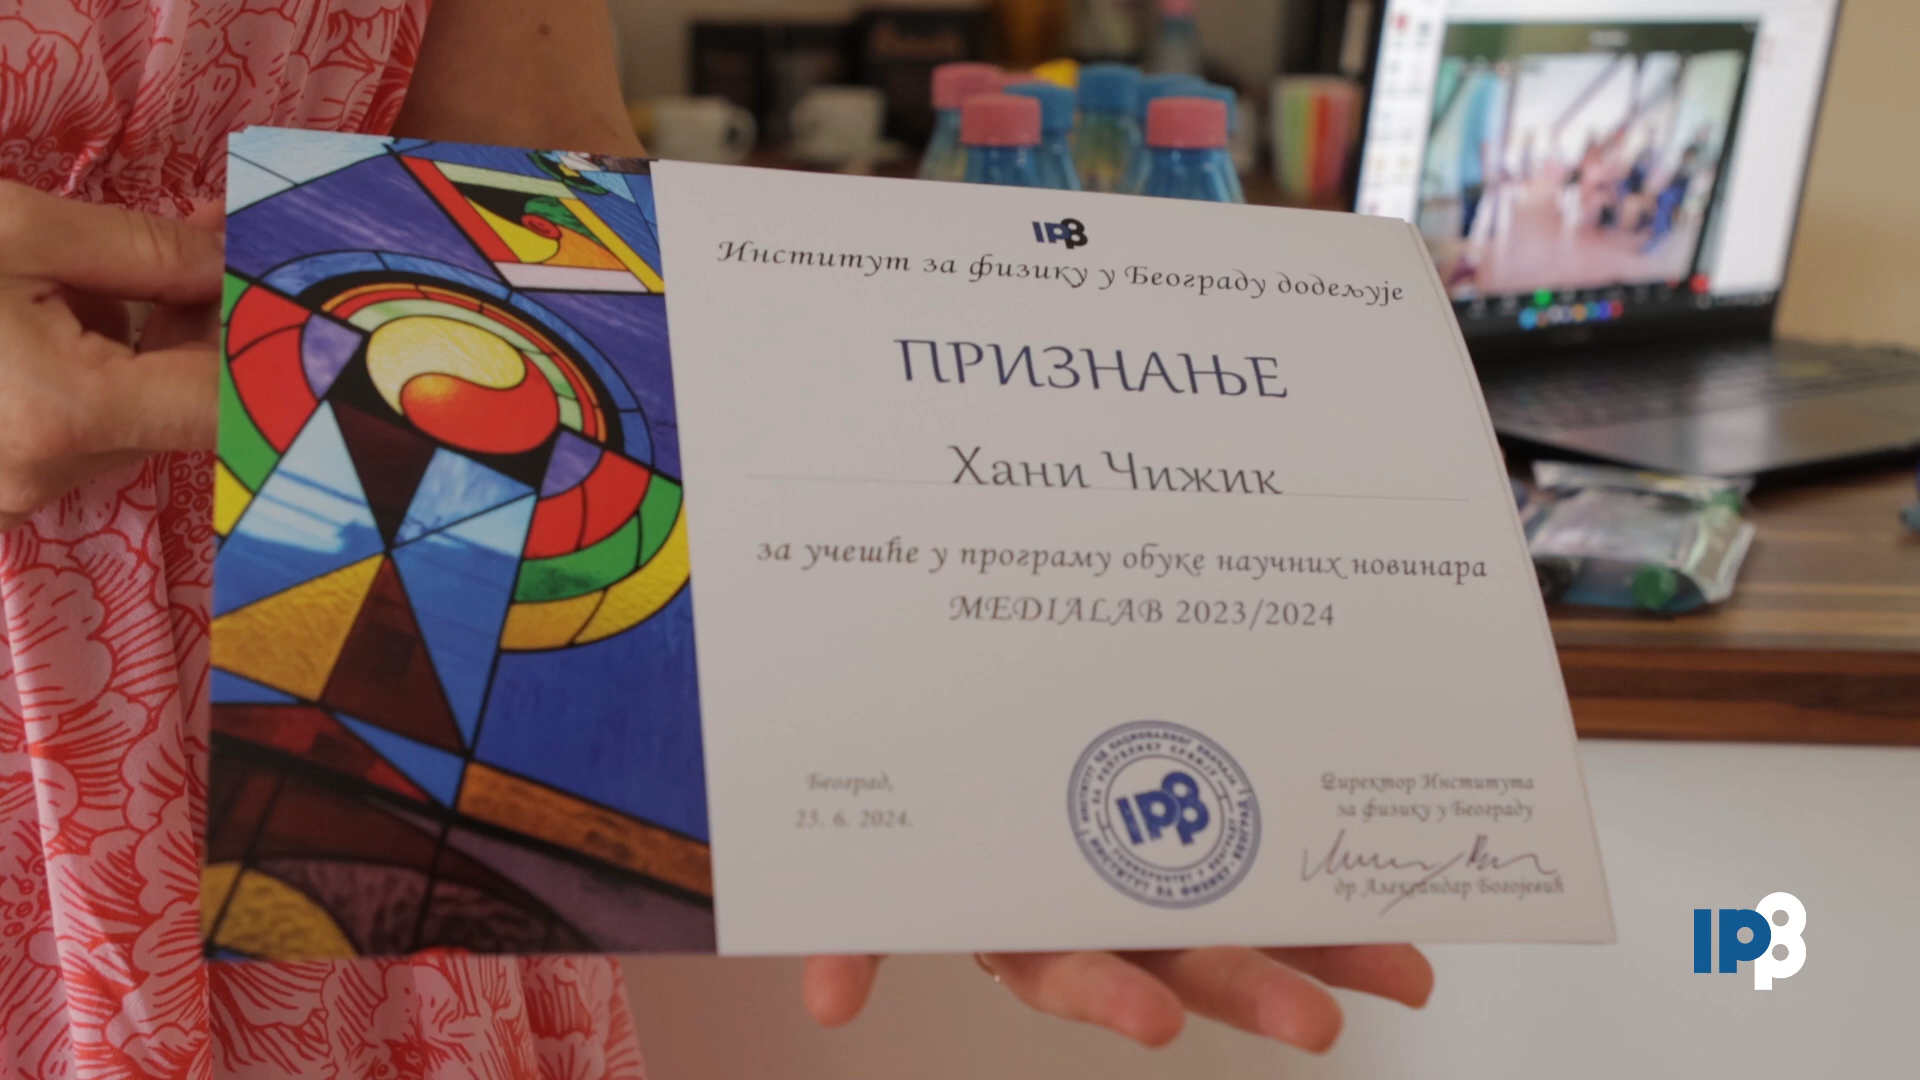 IPB
Институт за физику у Београду додељује
ПРИЗНАЊЕ
Хани Чижик
за учешће у програму обуке научних новинара
MEDIALAB 2023/2024
Београд,
25. 6. 2024.
IPB
Директор Института
за физику у Београду
др Александар Богојевић
IPB